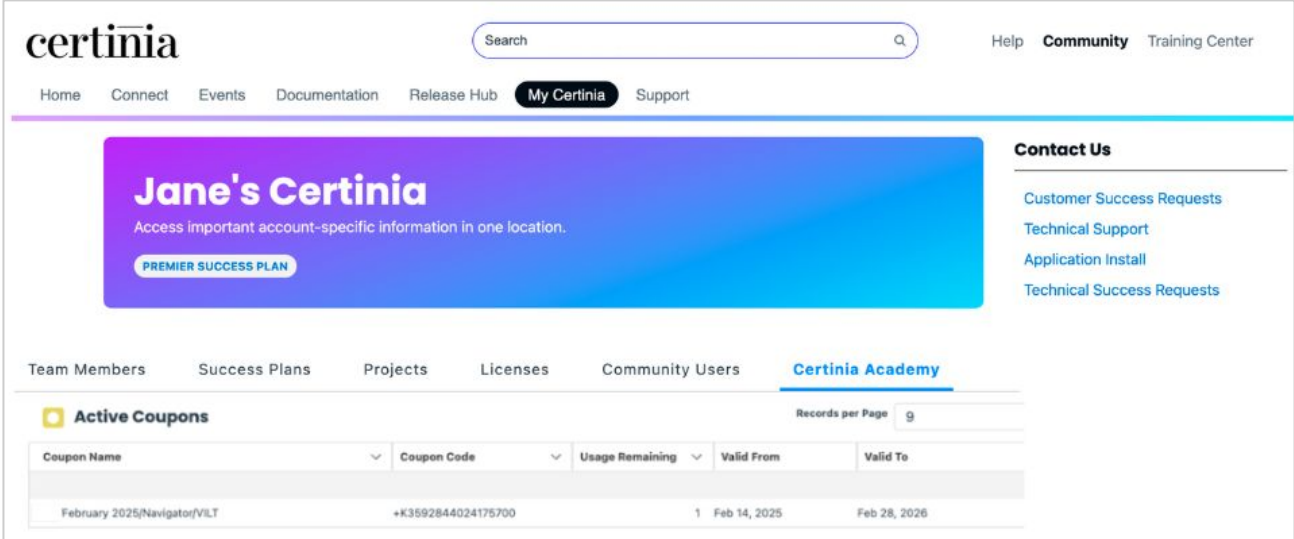 certinia
Search
Help Community Training Center
Home Connect Events Documentation Release Hub My Certinia Support
Jane's Certinia
Access important account-specific information in one location.
PREMIER SUCCESS PLAN
Contact Us
Customer Success Requests
Technical Support
Application Install
Technical Success Requests
Team Members Success Plans Projects Licenses Community Users Certinia Academy
Active Coupons Records per Page 9
Coupon Name Coupon Code Usage Remaining Valid From Valid To
February 2025/Navigator/VILT +K3592844024175700 1 Feb 14, 2025 Feb 28, 2026